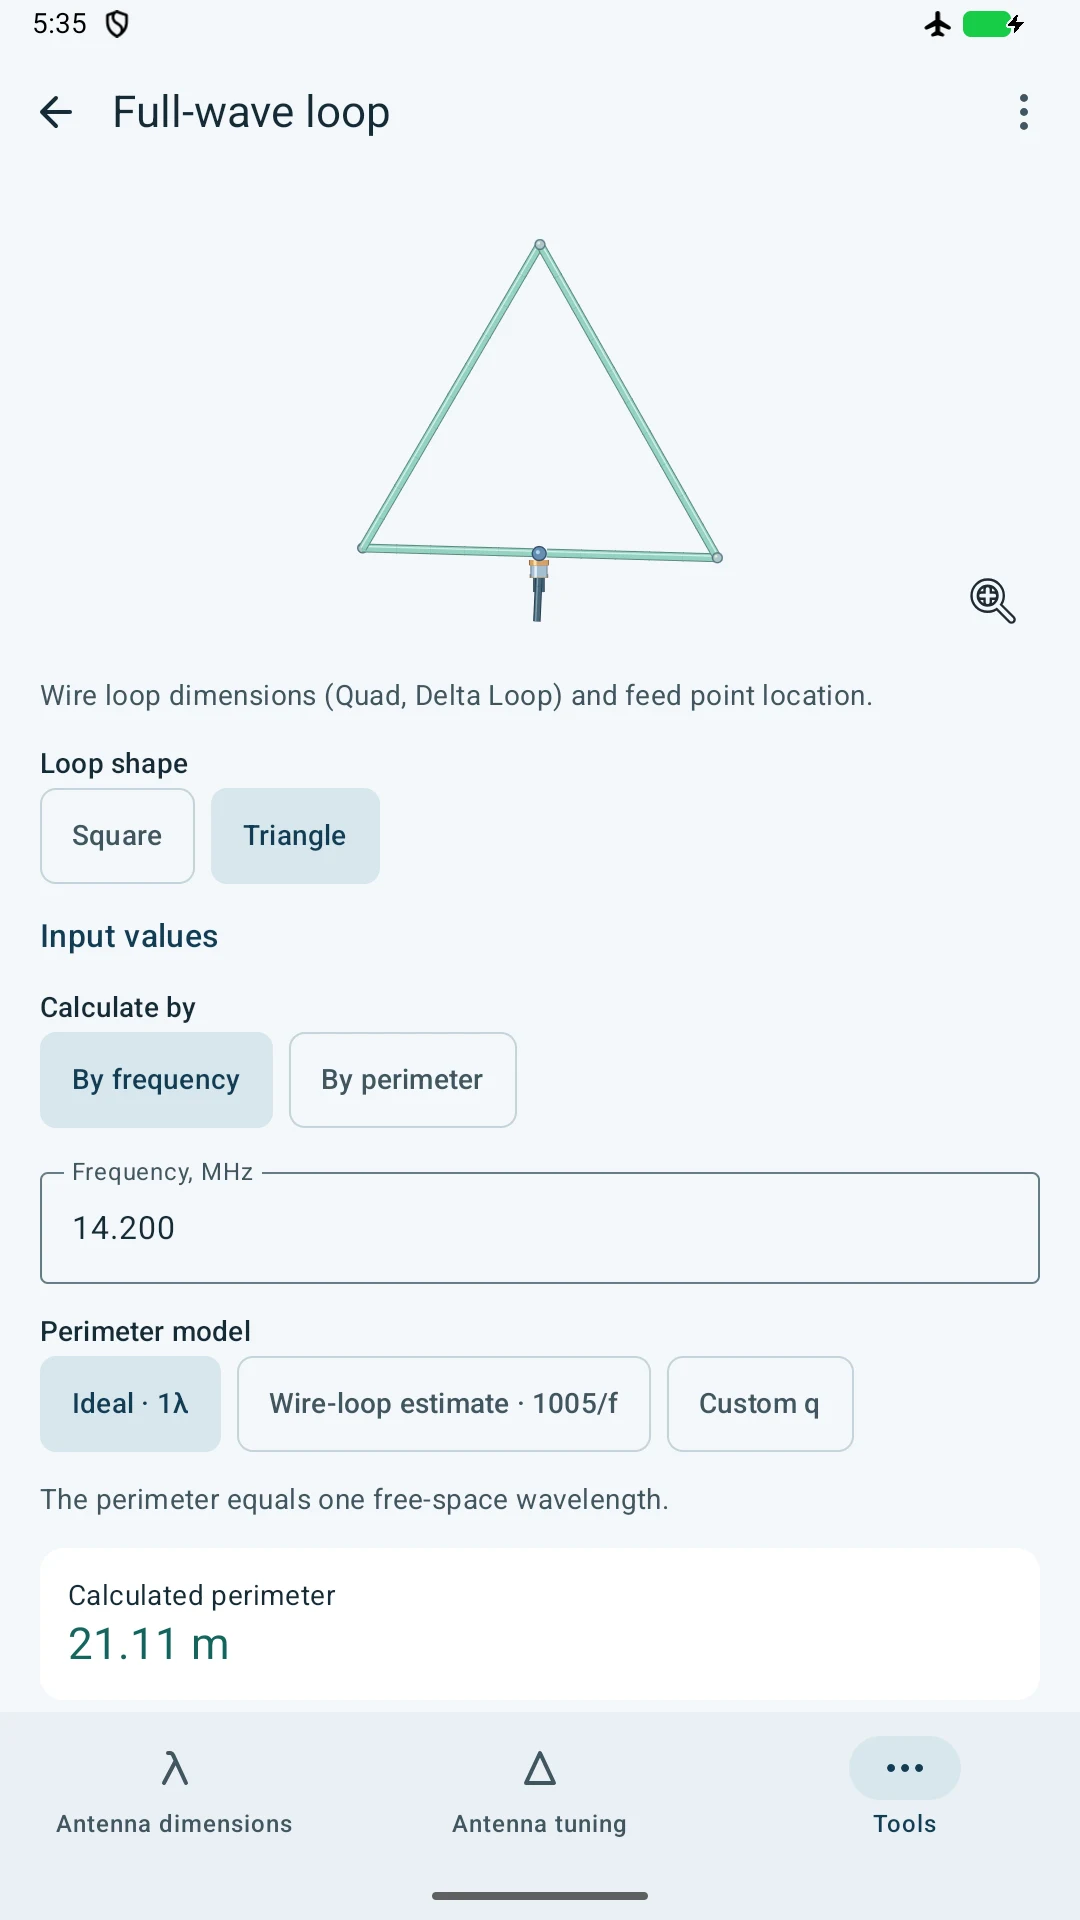 5:35
Full-wave loop
Wire loop dimensions (Quad, Delta Loop) and feed point location.
Loop shape
Square
Triangle
Input values
Calculate by
By frequency
By perimeter
Frequency, MHz
14.200
Perimeter model
Ideal · 1λ
Wire-loop estimate · 1005/f
Custom q
The perimeter equals one free-space wavelength.
Calculated perimeter
21.11 m
Antenna dimensions
Antenna tuning
Tools